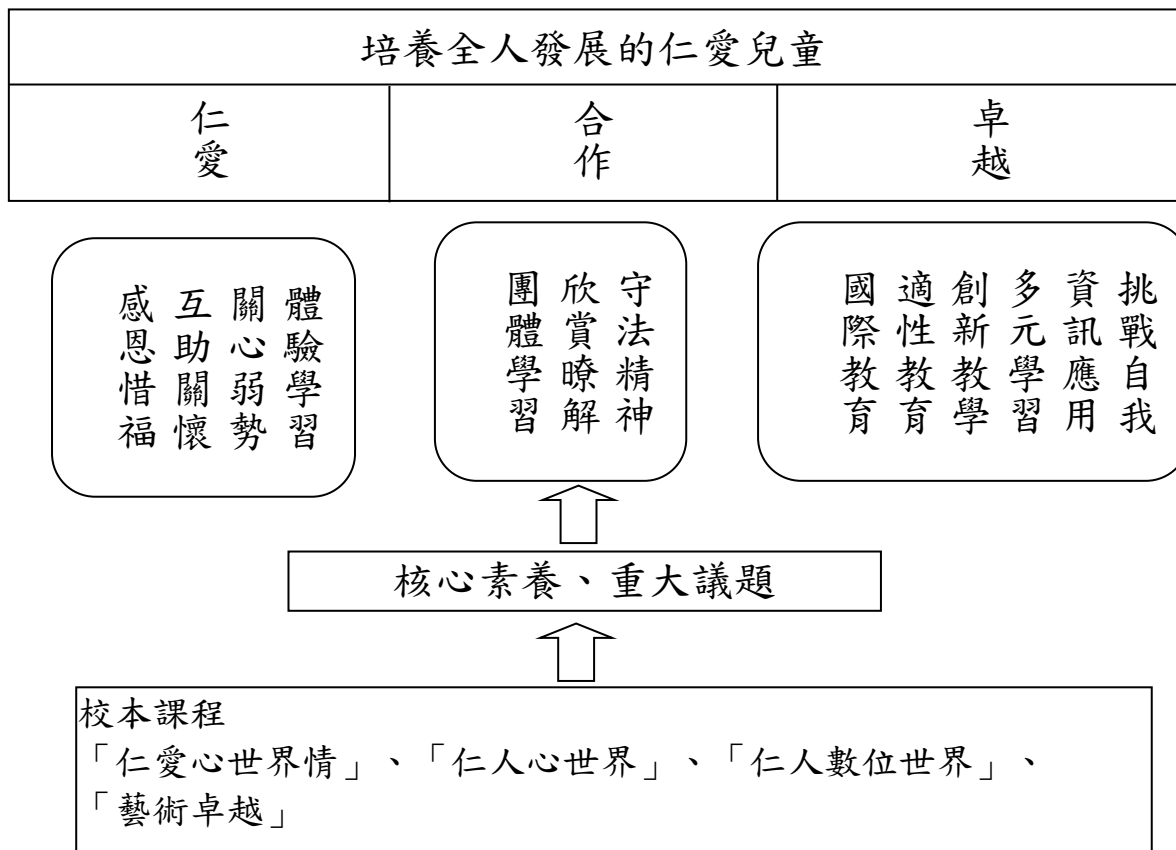 培養全人發展的仁愛兒童
仁愛
合作
卓越
感恩惜福
互助關懷
關心弱勢
體驗學習
團體學習
欣賞暸解
守法精神
國際教育
適性教育
創新教學
多元學習
資訊應用
挑戰自我
核心素養、重大議題
校本課程
「仁愛心世界情」、「仁人心世界」、「仁人數位世界」、
「藝術卓越」